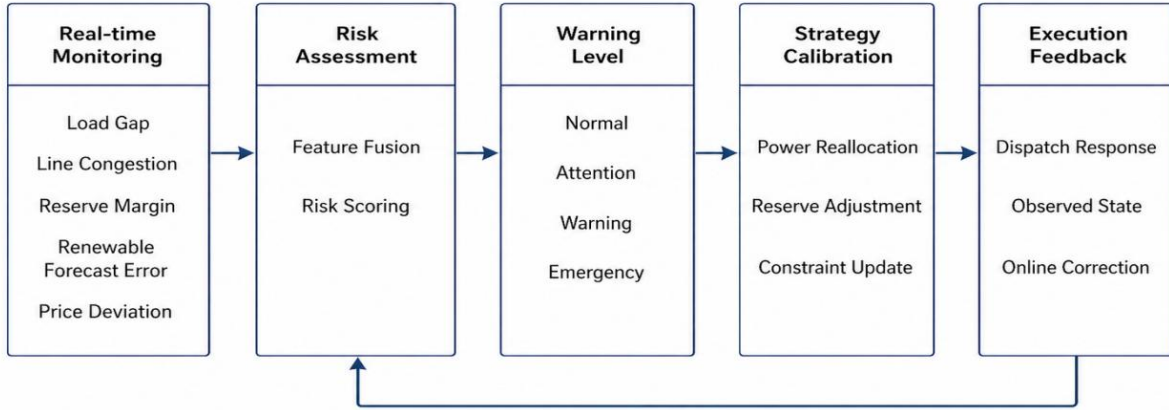 Real-time
Monitoring
Load Gap
Line Congestion
Reserve Margin
Renewable
Forecast Error
Price Deviation
Risk
Assessment
Feature Fusion
Risk Scoring
Warning
Level
Normal
Attention
Warning
Emergency
Strategy
Calibration
Power Reallocation
Reserve Adjustment
Constraint Update
Execution
Feedback
Dispatch Response
Observed State
Online Correction